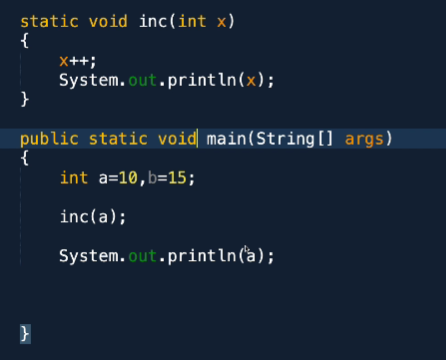 static void inc(int x)
{
x++;
System.out.println(x);
}
public static void main(String[] args)
{
int a=10,b=15;
inc(a);
System.out.println(a);
}